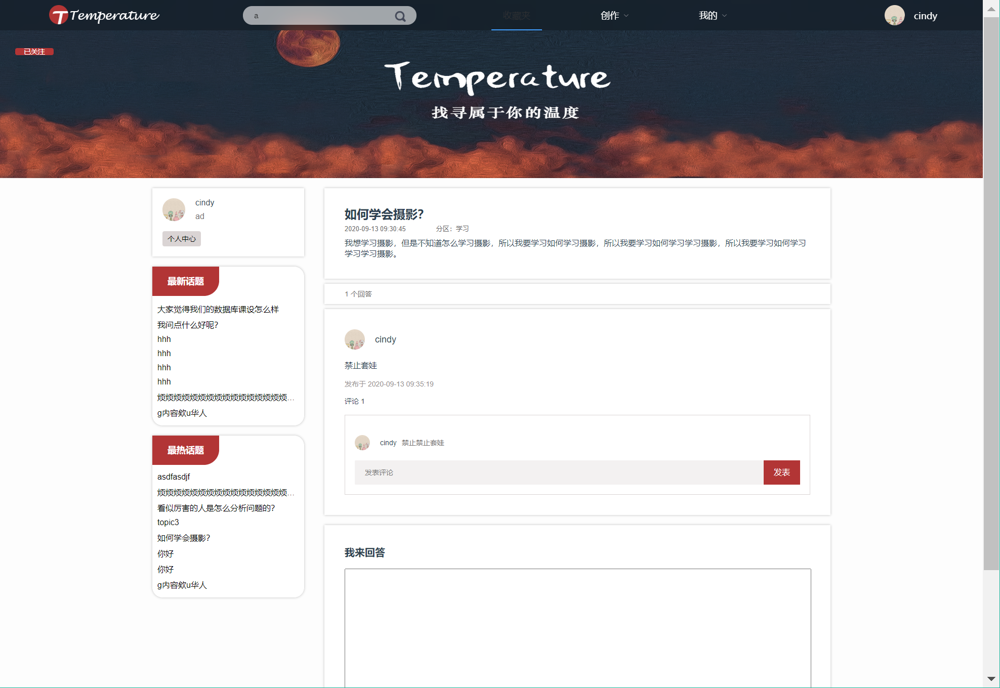 Temperature
a
收藏夹
创作
我的
cindy
已关注
Temperature
找寻属于你的温度
cindy
ad
个人中心
最新话题
大家觉得我们的数据库课设怎么样
我问点什么好呢？
hhh
hhh
hhh
hhh
烦烦烦烦烦烦烦烦烦烦烦烦烦烦烦烦...
g内容欸u华人
最热话题
asdfasdjf
烦烦烦烦烦烦烦烦烦烦烦烦烦烦烦烦...
看似厉害的人是怎么分析问题的？
topic3
如何学会摄影？
你好
你好
g内容欸u华人
如何学会摄影？
2020-09-13 09:30:45 分区：学习
我想学习摄影，但是不知道怎么学习摄影，所以我要学习如何学习摄影，所以我要学习如何学习学习摄影，所以我要学习如何学习
学习学习摄影。
1 个回答
cindy
禁止套娃
发布于 2020-09-13 09:35:19
评论 1
cindy 禁止禁止套娃
发表评论
发表
我来回答